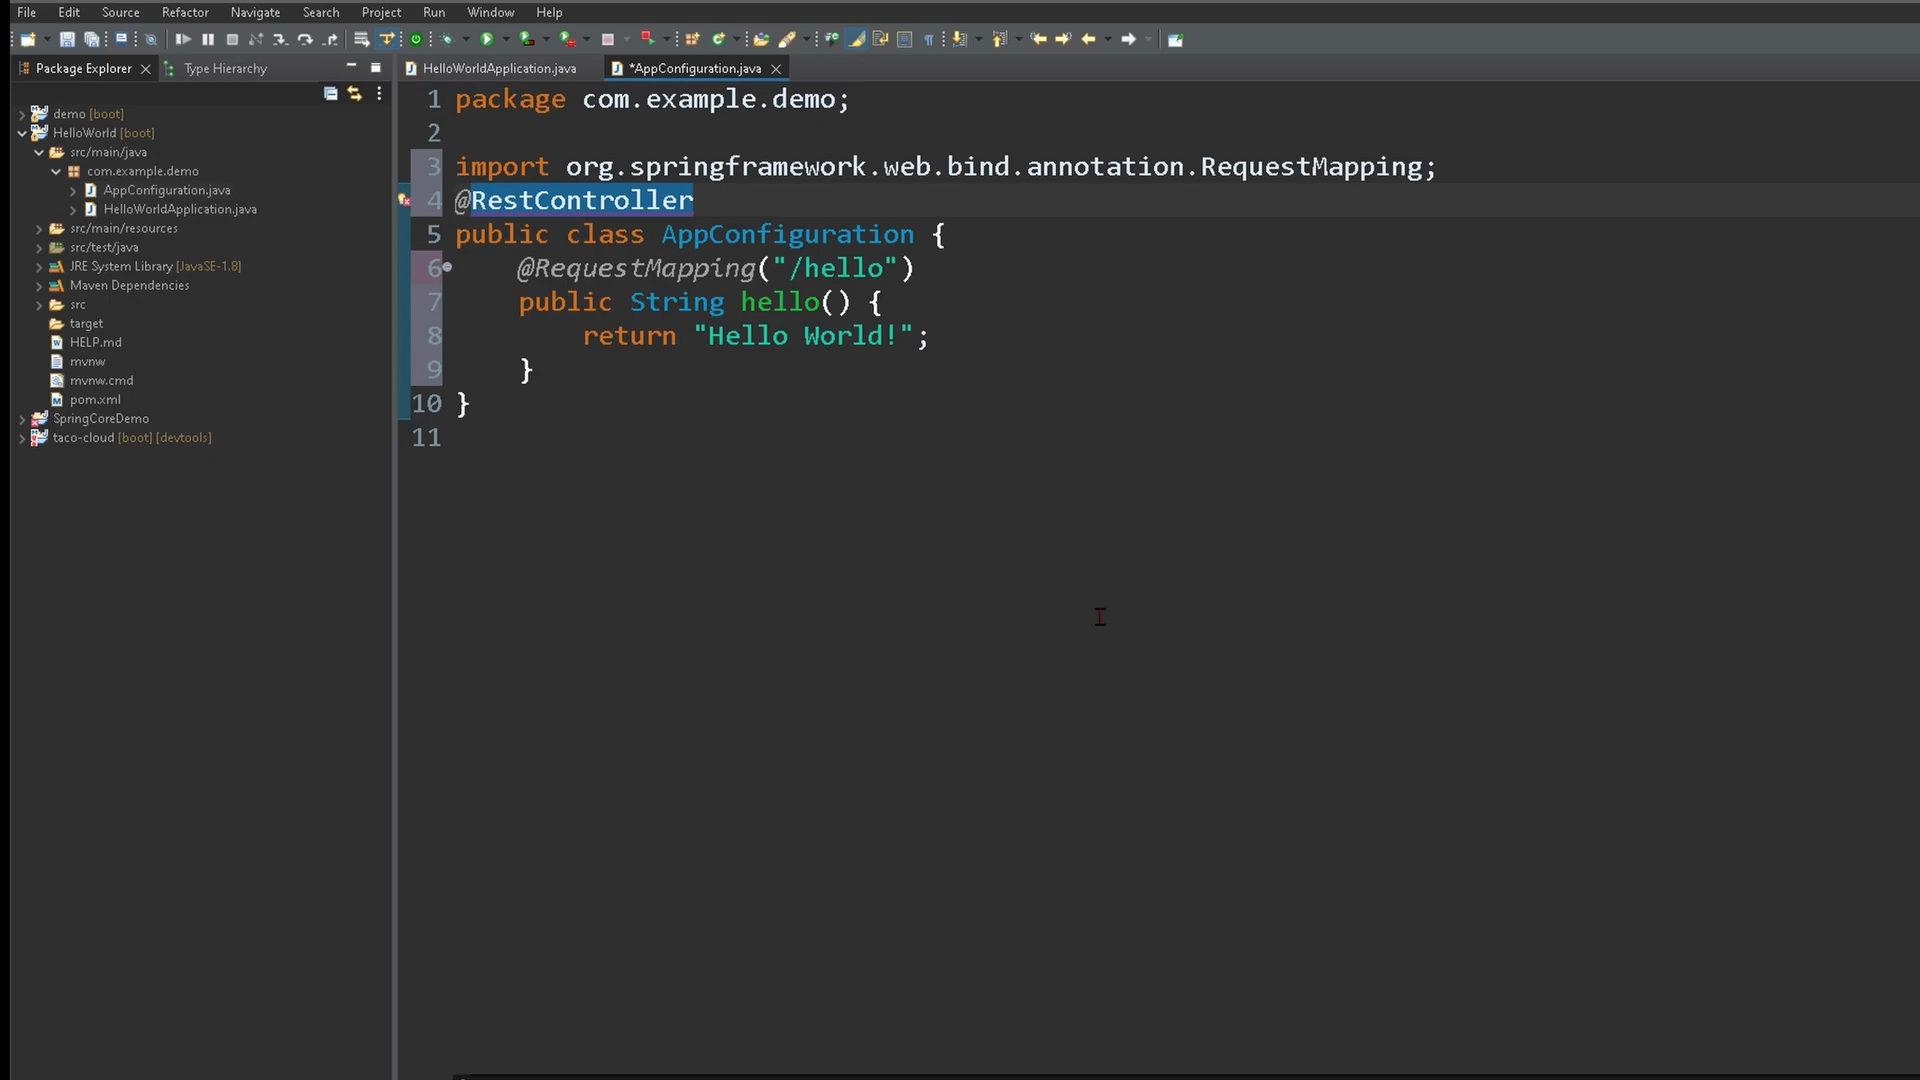 File Edit Source Refactor Navigate Search Project Run Window Help
Package Explorer Type Hierarchy
demo [boot]
HelloWorld [boot]
src/main/java
com.example.demo
AppConfiguration.java
HelloWorldApplication.java
src/main/resources
src/test/java
JRE System Library [JavaSE-1.8]
Maven Dependencies
src
target
HELP.md
mvnw
mvnw.cmd
pom.xml
SpringCoreDemo
taco-cloud [boot] [devtools]
HelloWorldApplication.java *AppConfiguration.java
1 package com.example.demo;
2
3 import org.springframework.web.bind.annotation.RequestMapping;
4 @RestController
5 public class AppConfiguration {
6 @RequestMapping("/hello")
7 public String hello() {
8 return "Hello World!";
9 }
10 }
11